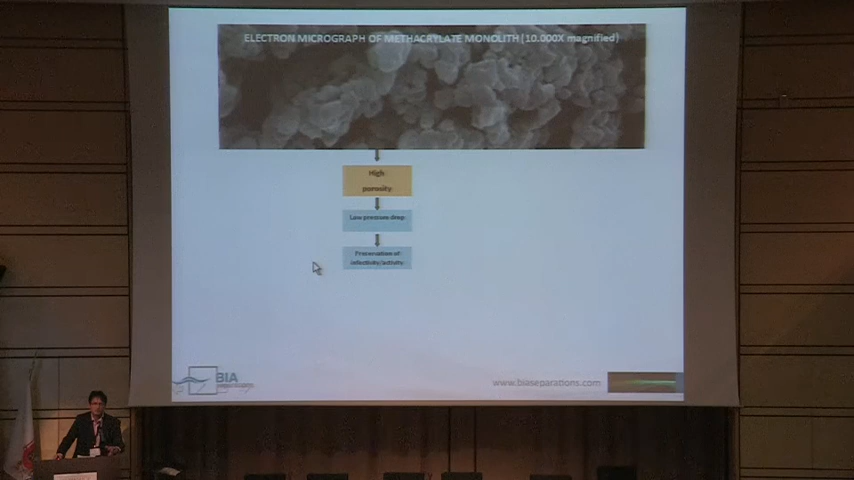 ELECTRON MICROGRAPH OF METHACRYLATE MONOLITH (10.000X magnified)
High
porosity
Low pressure drop
Preservation of
selectivity/activity
BIA
www.biaseparations.com